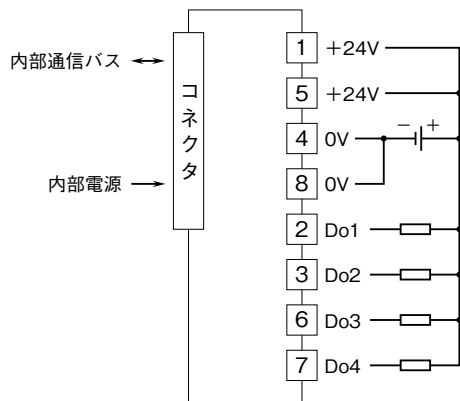 内部通信バス
内部電源
コネクタ
1 +24V
5 +24V
4 0V − +
8 0V
2 Do1
3 Do2
6 Do3
7 Do4